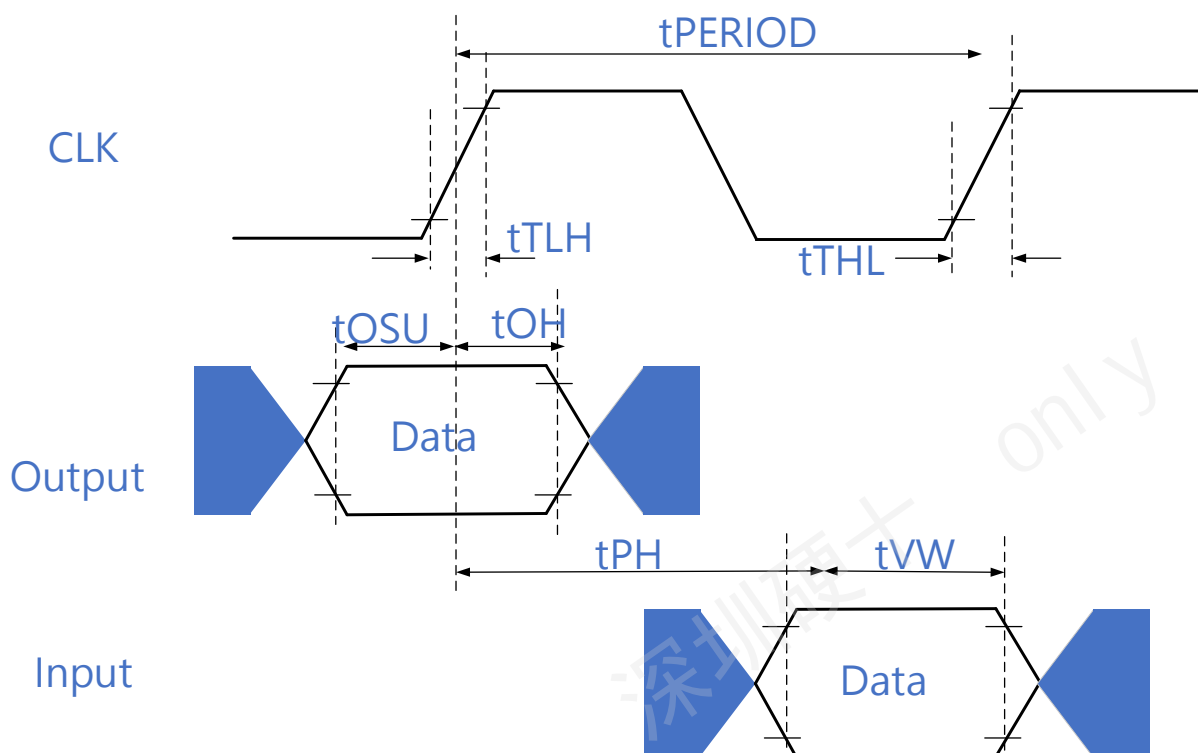 tPERIOD
CLK
tTLH
tTHL
tOSU
tOH
Data
Output
tPH
tVW
Input
Data
深圳硬十 only